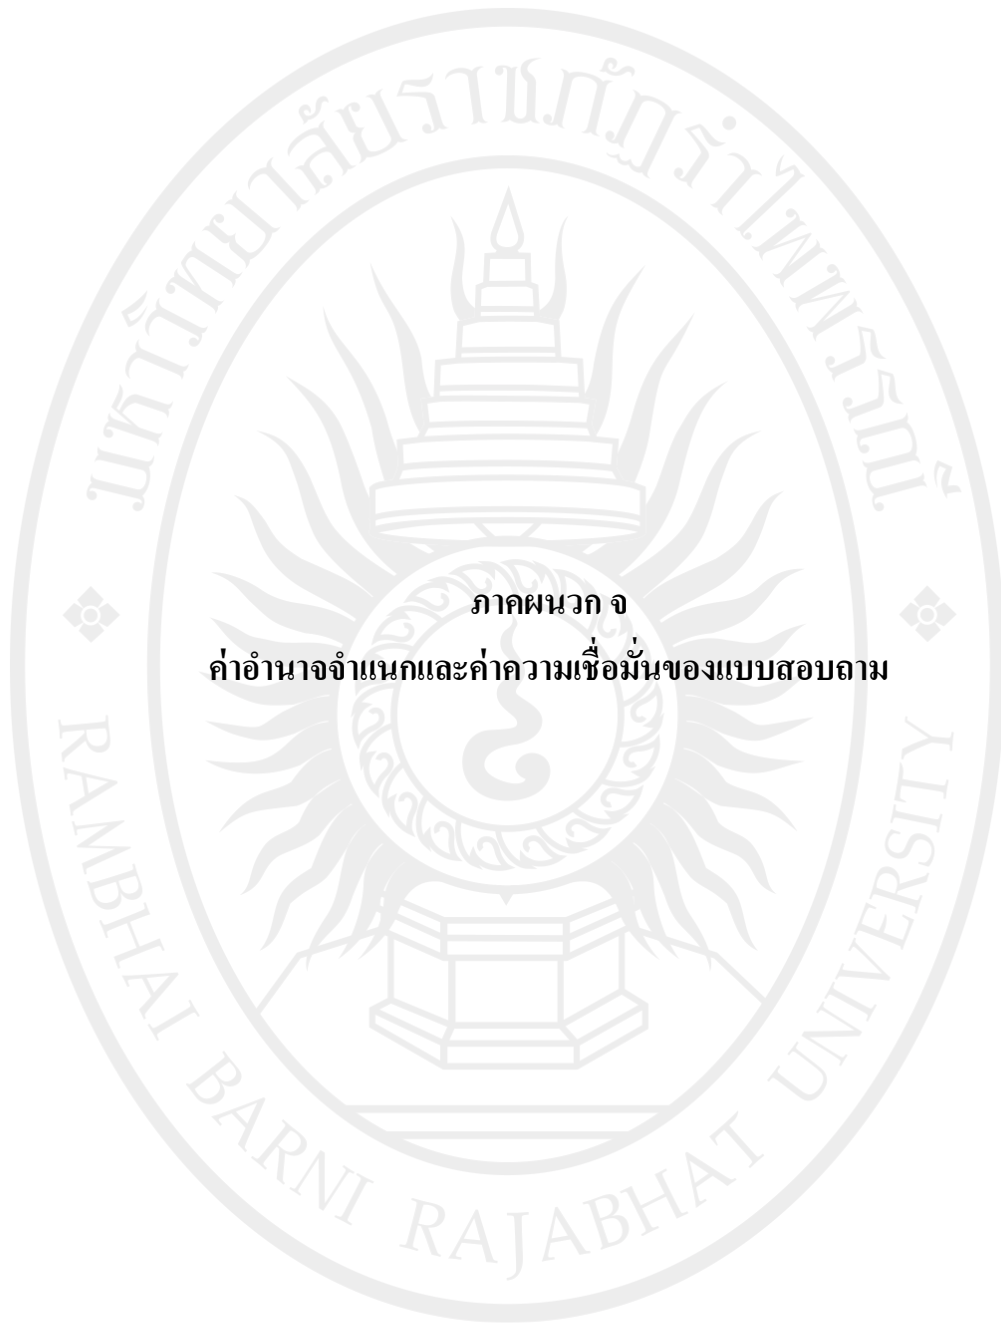 มหาวิทยาลัยราชภัฏรำไพพรรณี
ภาคผนวก จ
ค่าอำนาจจำแนกและค่าความเชื่อมั่นของแบบสอบถาม
RAMBHAI BARNI RAJABHAT UNIVERSITY